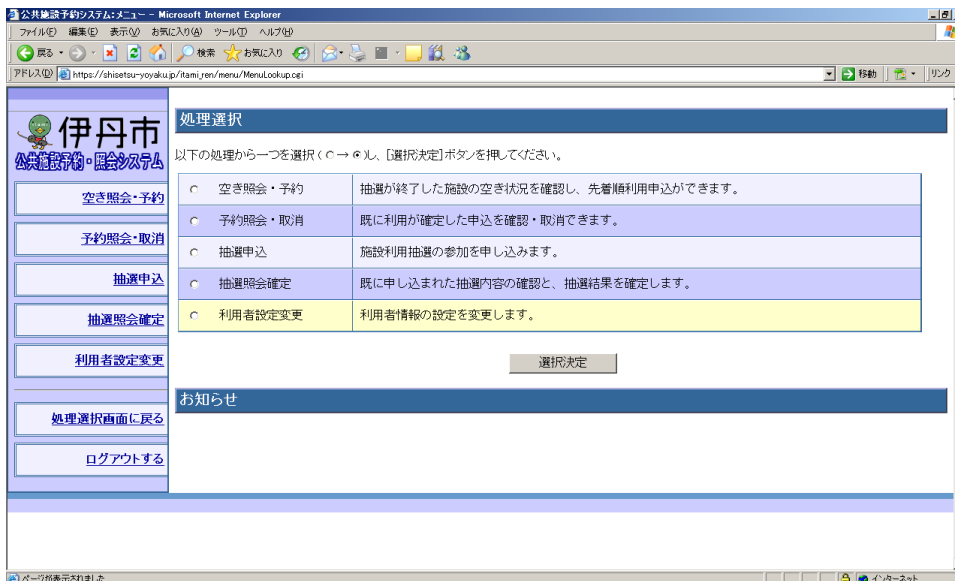 公共施設予約システム:メニュー - Microsoft Internet Explorer
ファイル(F) 編集(E) 表示(V) お気に入り(A) ツール(T) ヘルプ(H)
戻る 検索 お気に入り
アドレス(D) https://shisetsu-yoyaku.jp/itami_ren/menu/MenuLookup.cgi 移動 リンク
伊丹市
公共施設予約・照会システム
空き照会・予約
予約照会・取消
抽選申込
抽選照会確定
利用者設定変更
処理選択画面に戻る
ログアウトする
処理選択
以下の処理から一つを選択(○→◉)し、[選択決定]ボタンを押してください。
空き照会・予約 抽選が終了した施設の空き状況を確認し、先着順利用申込ができます。
予約照会・取消 既に利用が確定した申込を確認・取消できます。
抽選申込 施設利用抽選の参加を申し込みます。
抽選照会確定 既に申し込まれた抽選内容の確認と、抽選結果を確定します。
利用者設定変更 利用者情報の設定を変更します。
選択決定
お知らせ
ページが表示されました インターネット